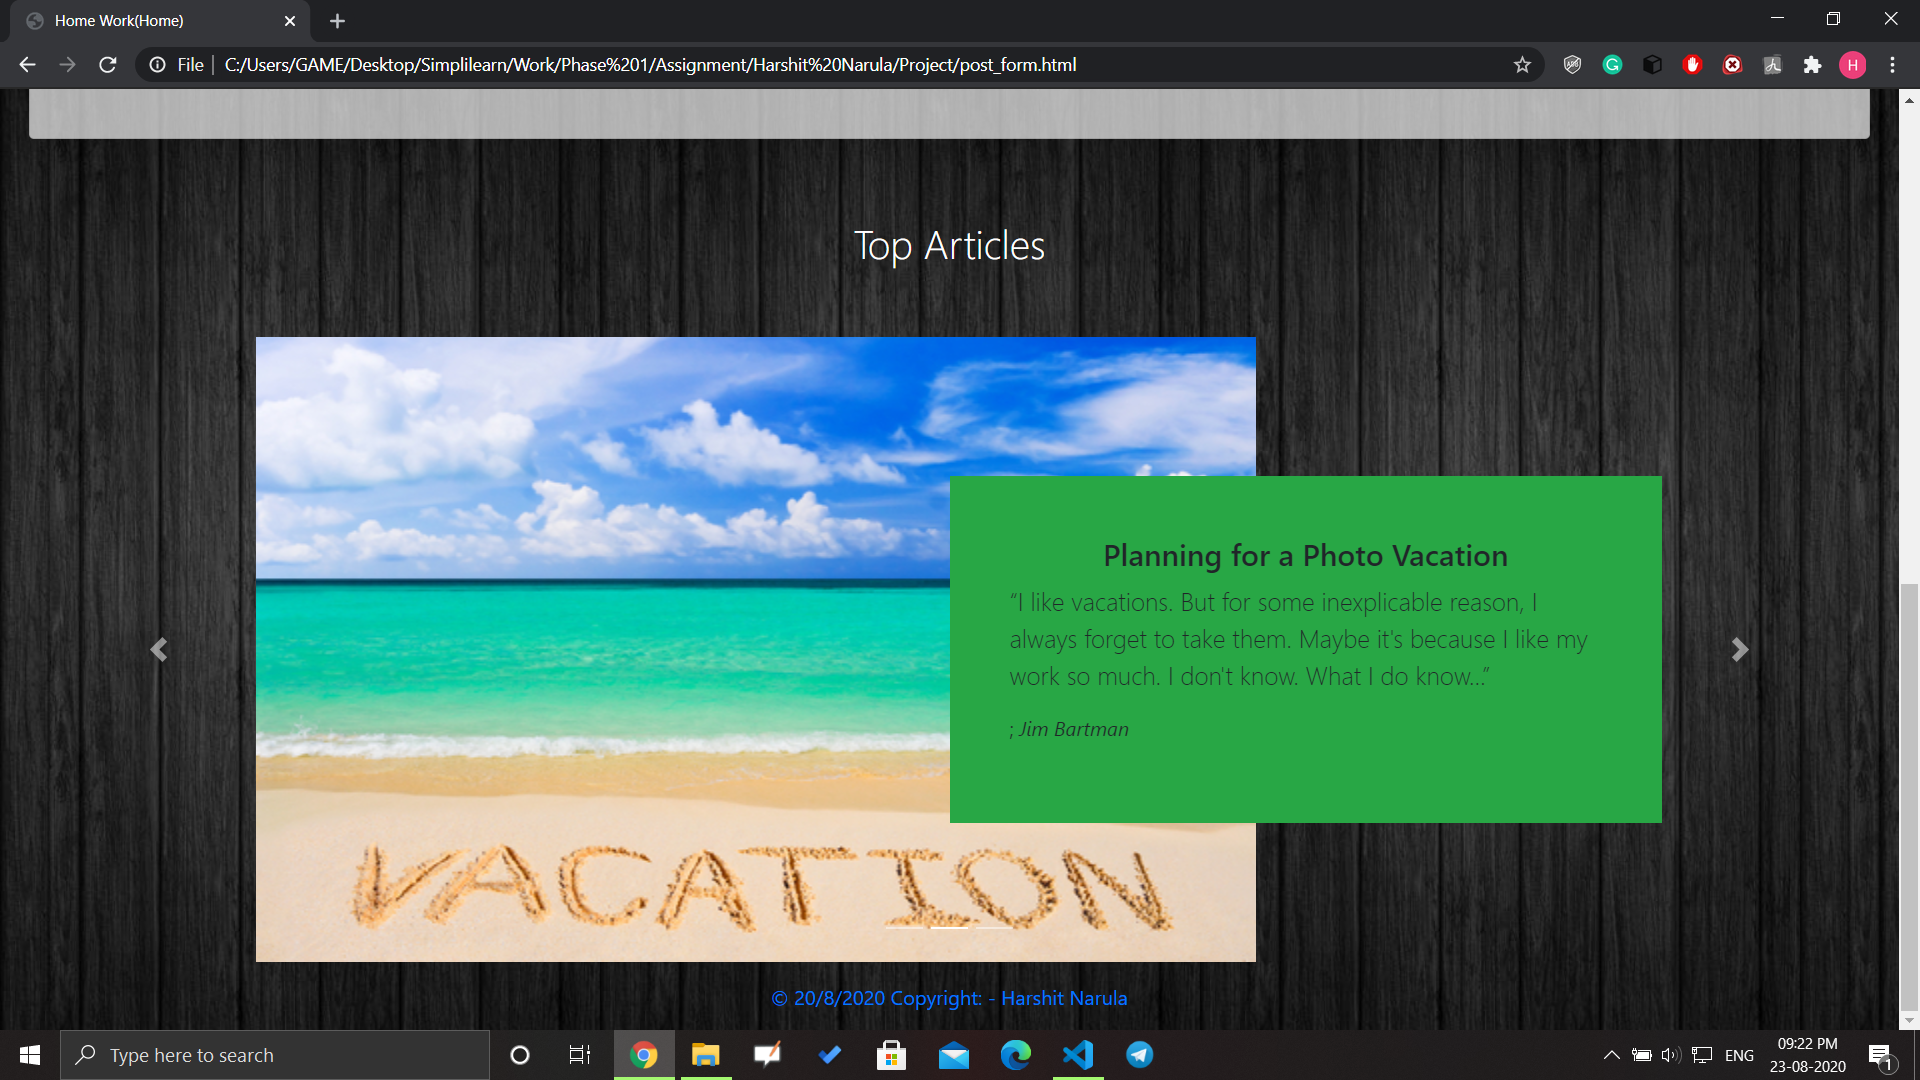 Home Work(Home)
File
C:/Users/GAME/Desktop/Simplilearn/Work/Phase%201/Assignment/Harshit%20Narula/Project/post_form.html
H
Top Articles
Planning for a Photo Vacation
“I like vacations. But for some inexplicable reason, I
always forget to take them. Maybe it's because I like my
work so much. I don't know. What I do know...”
; Jim Bartman
VACATION
© 20/8/2020 Copyright: - Harshit Narula
Type here to search
ENG
09:22 PM
23-08-2020
1